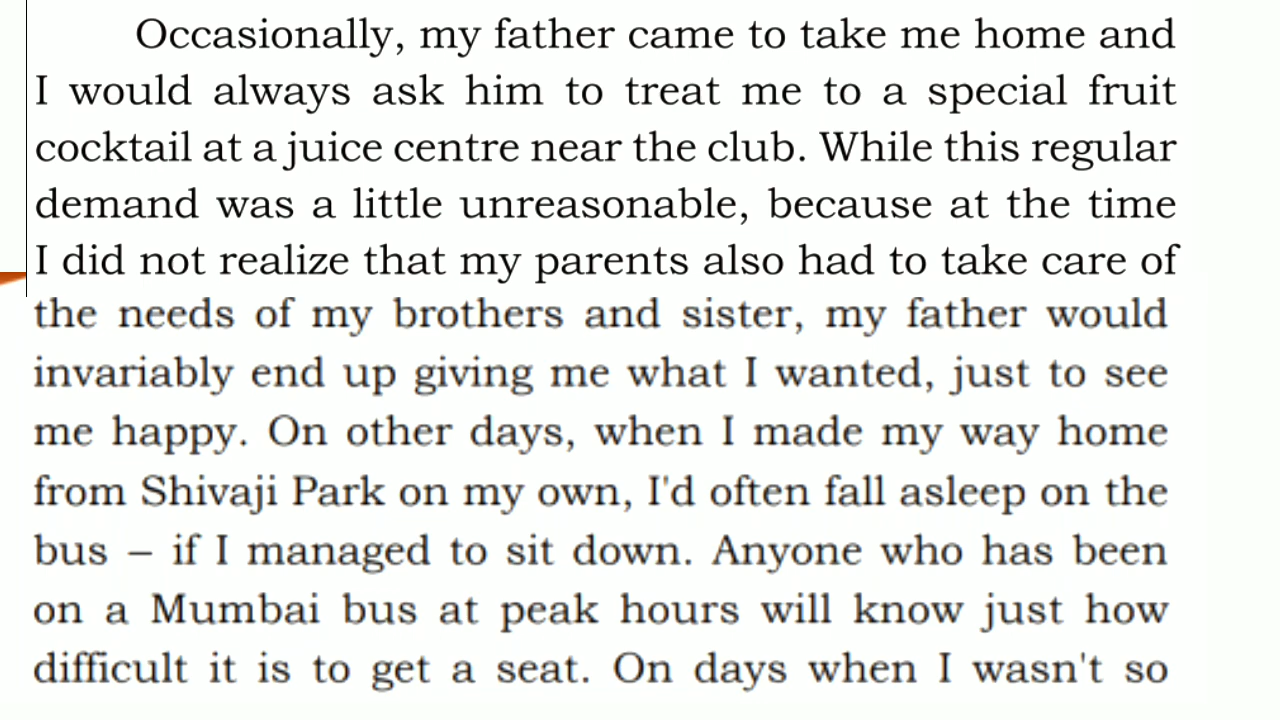 Occasionally, my father came to take me home and
I would always ask him to treat me to a special fruit
cocktail at a juice centre near the club. While this regular
demand was a little unreasonable, because at the time
I did not realize that my parents also had to take care of
the needs of my brothers and sister, my father would
invariably end up giving me what I wanted, just to see
me happy. On other days, when I made my way home
from Shivaji Park on my own, I'd often fall asleep on the
bus – if I managed to sit down. Anyone who has been
on a Mumbai bus at peak hours will know just how
difficult it is to get a seat. On days when I wasn't so